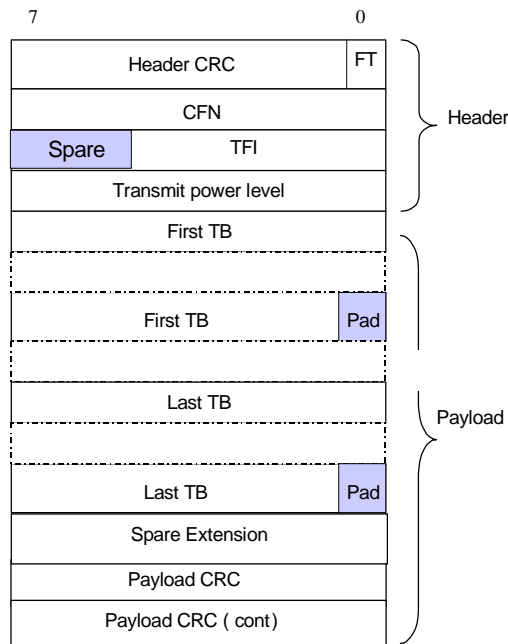 7 0
Header CRC FT
Header
CFN
Spare TFI
Transmit power level
First TB
First TB Pad
Last TB
Payload
Last TB Pad
Spare Extension
Payload CRC
Payload CRC ( cont)